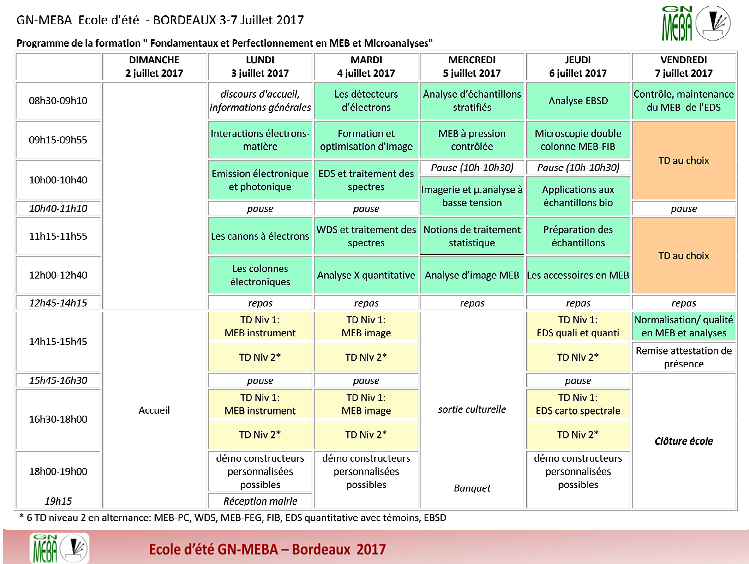 GN-MEBA Ecole d'été - BORDEAUX 3-7 Juillet 2017
GN
MEBA
Programme de la formation " Fondamentaux et Perfectionnement en MEB et Microanalyses"
DIMANCHE
2 juillet 2017
LUNDI
3 juillet 2017
MARDI
4 juillet 2017
MERCREDI
5 juillet 2017
JEUDI
6 juillet 2017
VENDREDI
7 juillet 2017
08h30-09h10
discours d'accueil,
informations générales
Les détecteurs
d'électrons
Analyse d'échantillons
stratifiés
Analyse EBSD
Contrôle, maintenance
du MEB de l'EDS
09h15-09h55
Interactions électrons-
matière
Formation et
optimisation d'image
MEB à pression
contrôlée
Microscopie double
colonne MEB-FIB
TD au choix
10h00-10h40
Emission électronique
et photonique
EDS et traitement des
spectres
Pause (10h-10h30)
Imagerie et µ.analyse à
basse tension
Pause (10h-10h30)
Applications aux
échantillons bio
10h40-11h10
pause
pause
pause
11h15-11h55
Les canons à électrons
WDS et traitement des
spectres
Notions de traitement
statistique
Préparation des
échantillons
TD au choix
12h00-12h40
Les colonnes
électroniques
Analyse X quantitative
Analyse d'image MEB
Les accessoires en MEB
12h45-14h15
repas
repas
repas
repas
repas
14h15-15h45
TD Niv 1:
MEB instrument
TD Niv 2*
TD Niv 1:
MEB image
TD Niv 2*
TD Niv 1:
EDS quali et quanti
TD Niv 2*
Normalisation/ qualité
en MEB et analyses
Remise attestation de
présence
15h45-16h30
pause
pause
pause
16h30-18h00
Accueil
TD Niv 1:
MEB instrument
TD Niv 2*
TD Niv 1:
MEB image
TD Niv 2*
sortie culturelle
TD Niv 1:
EDS carto spectrale
TD Niv 2*
Clôture école
18h00-19h00
démo constructeurs
personnalisées
possibles
démo constructeurs
personnalisées
possibles
Banquet
démo constructeurs
personnalisées
possibles
19h15
Réception mairie
* 6 TD niveau 2 en alternance: MEB-PC, WDS, MEB-FEG, FIB, EDS quantitative avec témoins, EBSD
GN
MEBA
Ecole d'été GN-MEBA – Bordeaux 2017